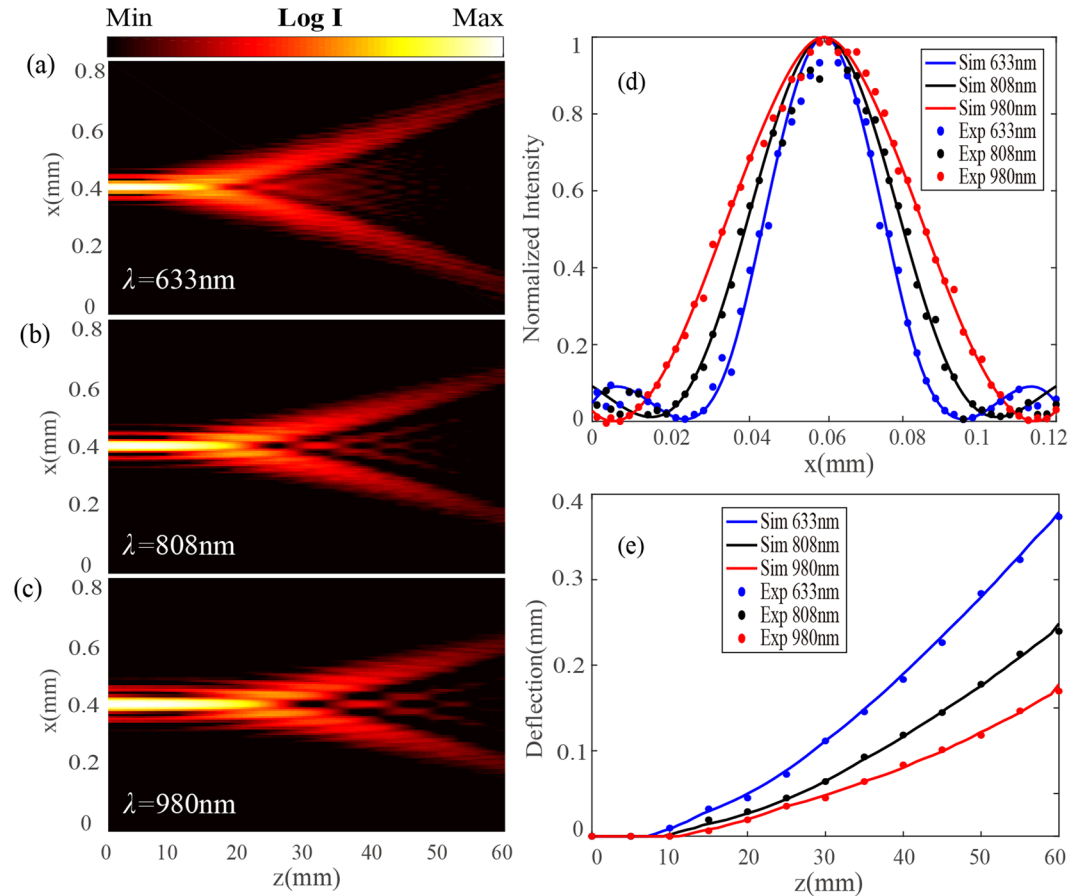 Min Log I Max
(a)
0.8
0.6
0.4
0.2
0
x(mm)
λ=633nm
(b)
0.8
0.6
0.4
0.2
0
x(mm)
λ=808nm
(c)
0.8
0.6
0.4
0.2
0
x(mm)
λ=980nm
0 10 20 30 40 50 60
z(mm)
(d)
1
0.8
0.6
0.4
0.2
0
Normalized Intensity
Sim 633nm
Sim 808nm
Sim 980nm
Exp 633nm
Exp 808nm
Exp 980nm
0 0.02 0.04 0.06 0.08 0.1 0.12
x(mm)
(e)
0.4
0.3
0.2
0.1
0
Deflection(mm)
Sim 633nm
Sim 808nm
Sim 980nm
Exp 633nm
Exp 808nm
Exp 980nm
0 10 20 30 40 50 60
z(mm)